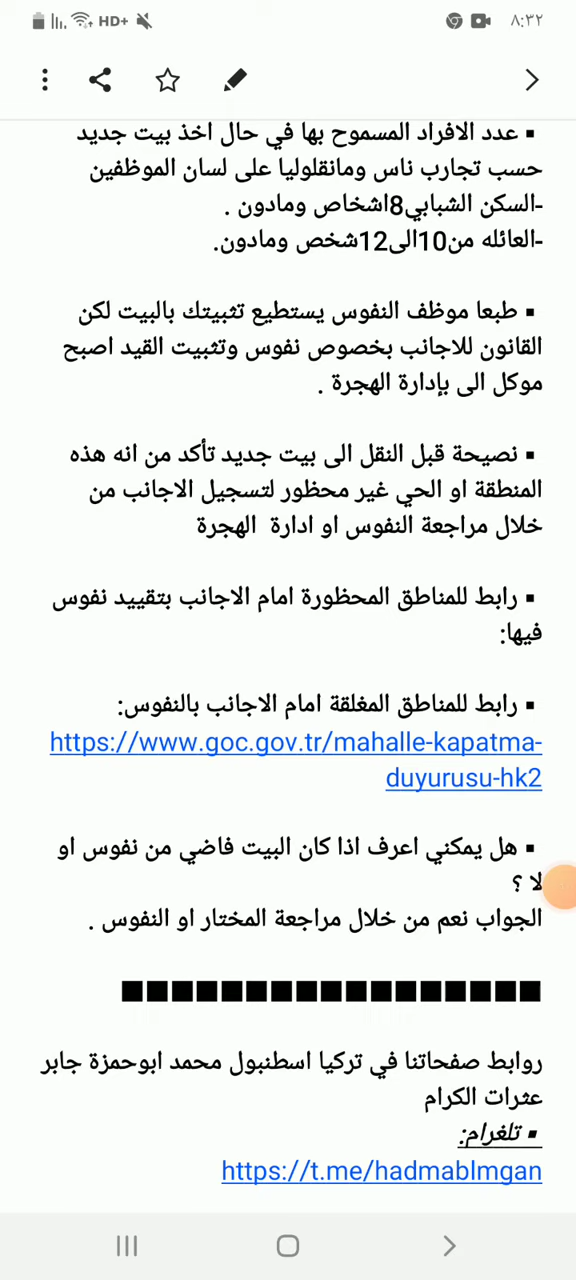 HD+
٨:٣٢
▪ عدد الافراد المسموح بها في حال اخذ بيت جديد
حسب تجارب ناس ومانقلوليا على لسان الموظفين
-السكن الشبابي8اشخاص ومادون .
-العائله من10الى12شخص ومادون.
▪ طبعا موظف النفوس يستطيع تثبيتك بالبيت لكن
القانون للاجانب بخصوص نفوس وتثبيت القيد اصبح
موكل الى بإدارة الهجرة .
▪ نصيحة قبل النقل الى بيت جديد تأكد من انه هذه
المنطقة او الحي غير محظور لتسجيل الاجانب من
خلال مراجعة النفوس او ادارة الهجرة
▪ رابط للمناطق المحظورة امام الاجانب بتقييد نفوس
فيها:
▪ رابط للمناطق المغلقة امام الاجانب بالنفوس:
https://www.goc.gov.tr/mahalle-kapatma-
duyurusu-hk2
▪ هل يمكني اعرف اذا كان البيت فاضي من نفوس او
لا ؟
الجواب نعم من خلال مراجعة المختار او النفوس .
■■■■■■■■■■■■■■■■■
روابط صفحاتنا في تركيا اسطنبول محمد ابوحمزة جابر
عثرات الكرام
▪ تلغرام:
https://t.me/hadmablmgan